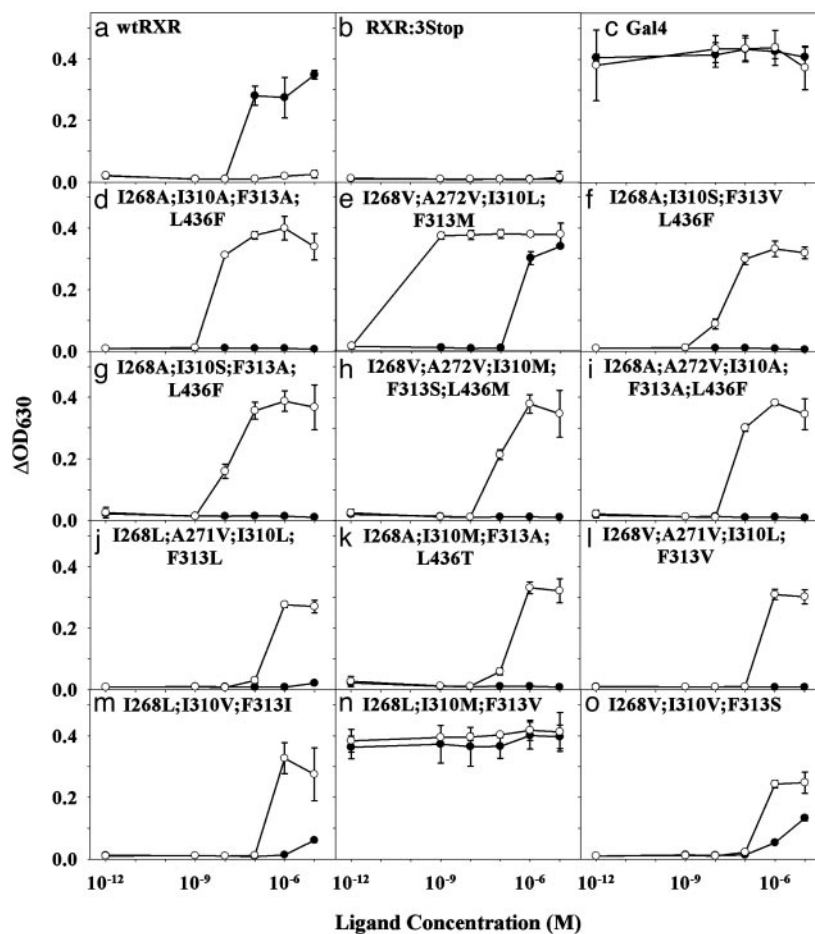 a wtRXR
b RXR:3Stop
c Gal4
0.4
0.2
0.0
d I268A;I310A;F313A;
L436F
e I268V;A272V;I310L;
F313M
f I268A;I310S;F313V
L436F
0.4
0.2
0.0
g I268A;I310S;F313A;
L436F
h I268V;A272V;I310M;
F313S;L436M
i I268A;A272V;I310A;
F313A;L436F
0.4
0.2
0.0
j I268L;A271V;I310L;
F313L
k I268A;I310M;F313A;
L436T
l I268V;A271V;I310L;
F313V
0.4
0.2
0.0
m I268L;I310V;F313I
n I268L;I310M;F313V
o I268V;I310V;F313S
0.4
0.2
0.0
ΔOD630
10-12 10-9 10-6 10-12 10-9 10-6 10-12 10-9 10-6
Ligand Concentration (M)